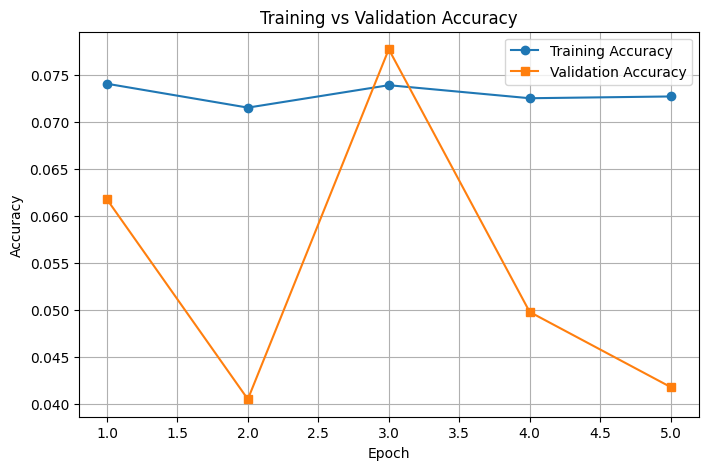 Training vs Validation Accuracy
Training Accuracy
Validation Accuracy
Accuracy
0.075
0.070
0.065
0.060
0.055
0.050
0.045
0.040
1.0 1.5 2.0 2.5 3.0 3.5 4.0 4.5 5.0
Epoch